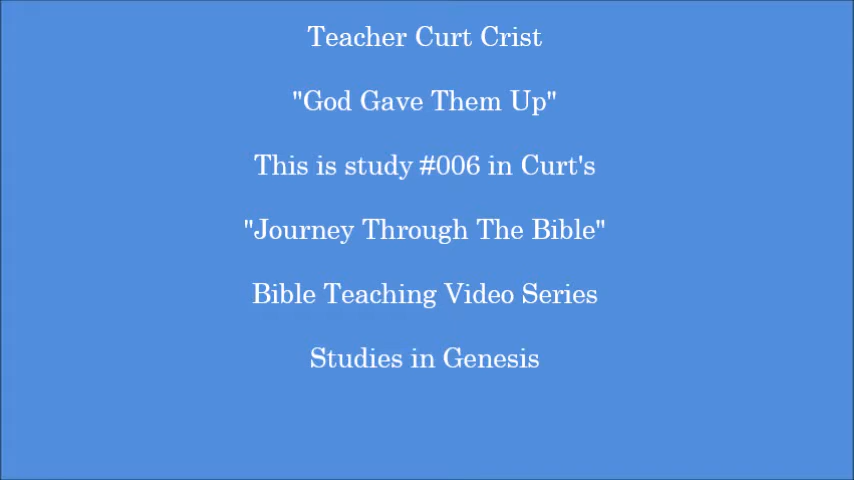 Teacher Curt Crist
"God Gave Them Up"
This is study #006 in Curt's
"Journey Through The Bible"
Bible Teaching Video Series
Studies in Genesis